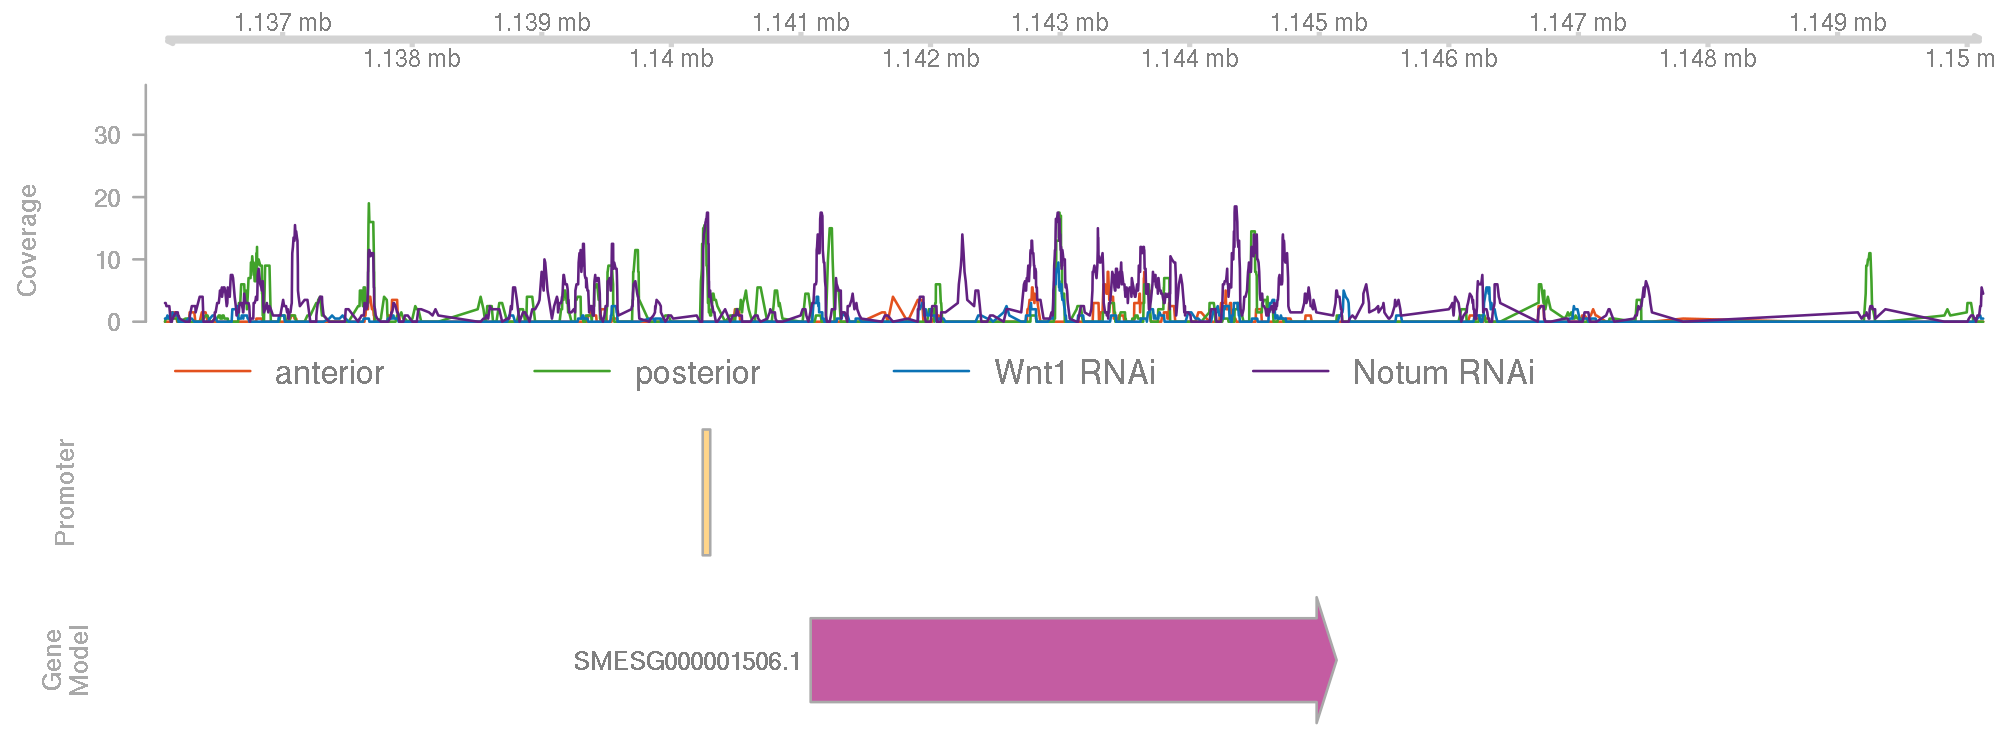 1.137 mb 1.139 mb 1.141 mb 1.143 mb 1.145 mb 1.147 mb 1.149 mb
1.138 mb 1.14 mb 1.142 mb 1.144 mb 1.146 mb 1.148 mb 1.15 m
Coverage
30
20
10
0
anterior posterior Wnt1 RNAi Notum RNAi
Promoter
Gene
Model
SMESG000001506.1